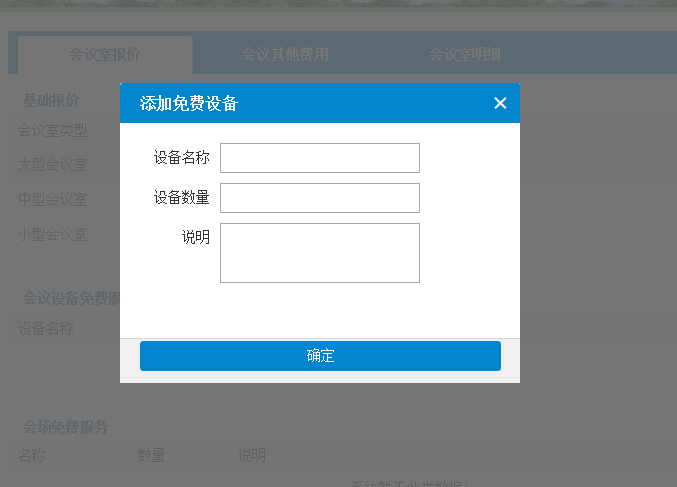 会议室报价 会议其他费用 会议室明细
基础报价
会议室类型
大型会议室
中型会议室
小型会议室
会议设备免费服
设备名称
会场免费服务
名称 数量 说明
添加免费设备
设备名称
设备数量
说明
确定